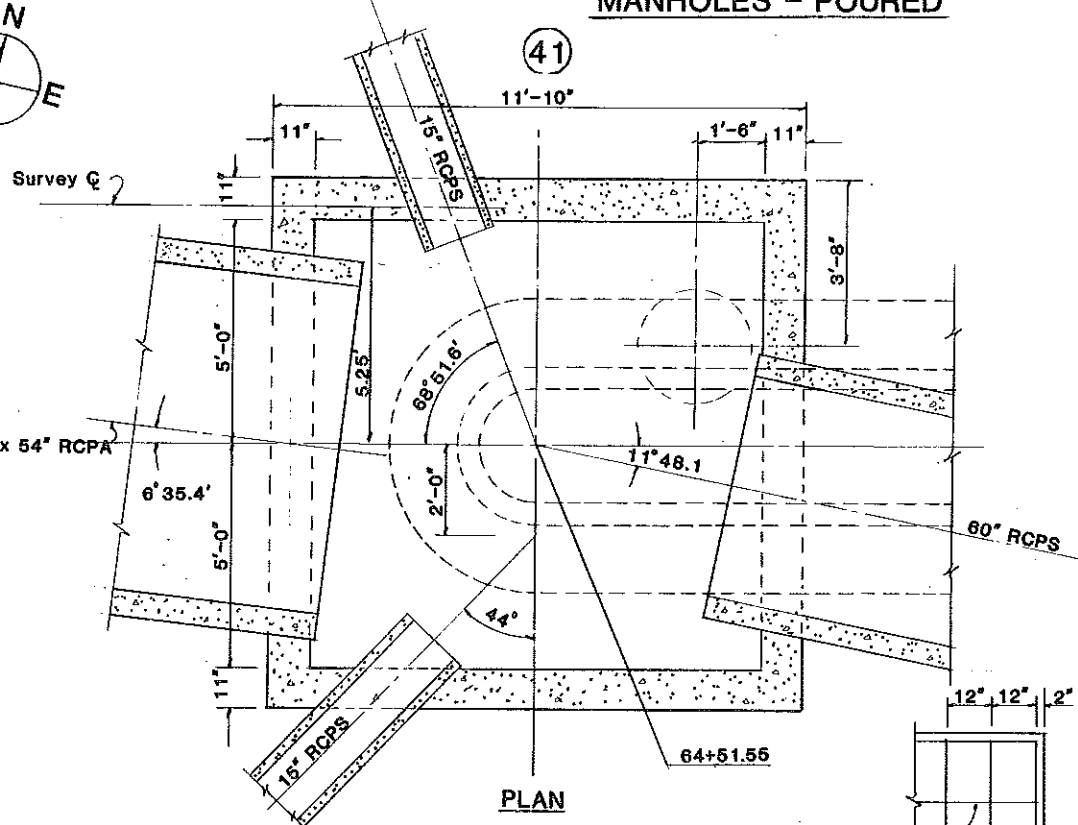 MANHOLES - POURED
N
E
41
11'-10"
11"
1'-6"
11"
Survey ℄
11"
15" RCPS
3'-8"
5'-0"
5.25'
68°51.6'
x 54" RCPA
11°48.1
6°35.4'
2'-0"
60" RCPS
5'-0"
44°
11"
15" RCPS
12"
12"
2"
64+51.55
PLAN